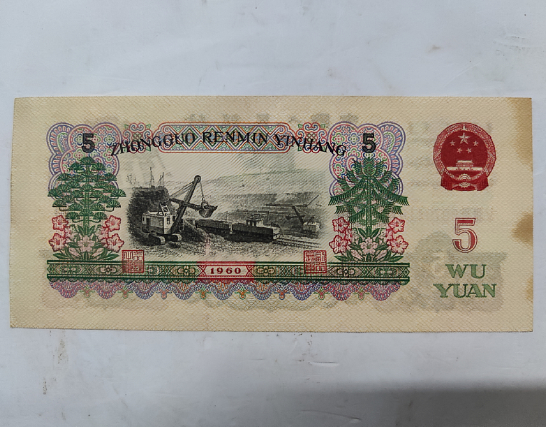 5 ZHONGGUO RENMIN YINHANG 5
5
WU
YUAN
1960